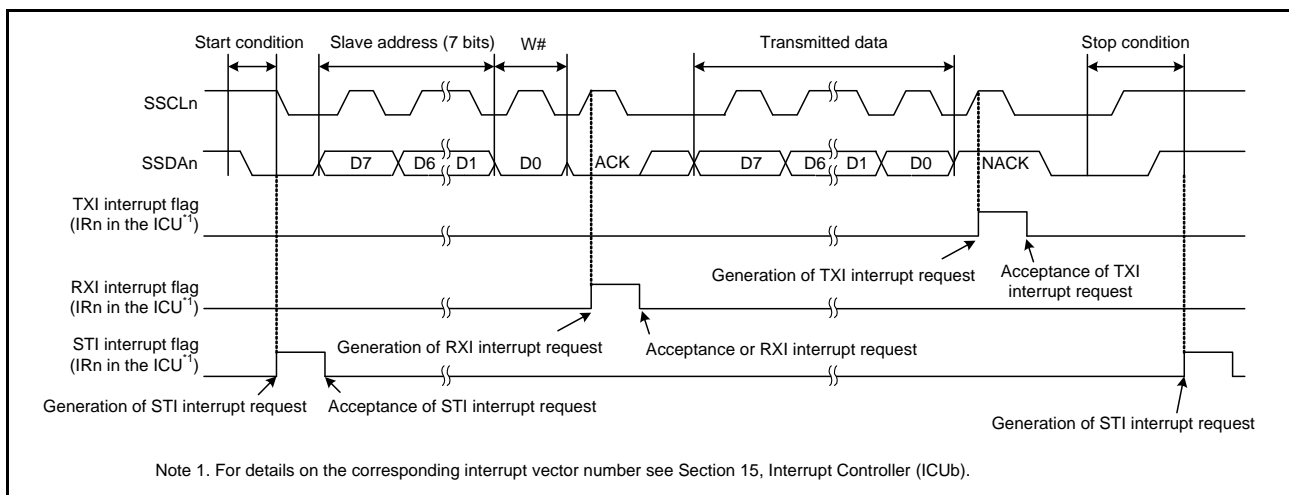 Start condition
Slave address (7 bits)
W#
Transmitted data
Stop condition
SSCLn
SSDAn
D7
D6
D1
D0
ACK
D7
D6
D1
D0
NACK
TXI interrupt flag
(IRn in the ICU*1)
Generation of TXI interrupt request
Acceptance of TXI
interrupt request
RXI interrupt flag
(IRn in the ICU*1)
Generation of RXI interrupt request
Acceptance or RXI interrupt request
STI interrupt flag
(IRn in the ICU*1)
Generation of STI interrupt request
Acceptance of STI interrupt request
Generation of STI interrupt request
Note 1. For details on the corresponding interrupt vector number see Section 15, Interrupt Controller (ICUb).